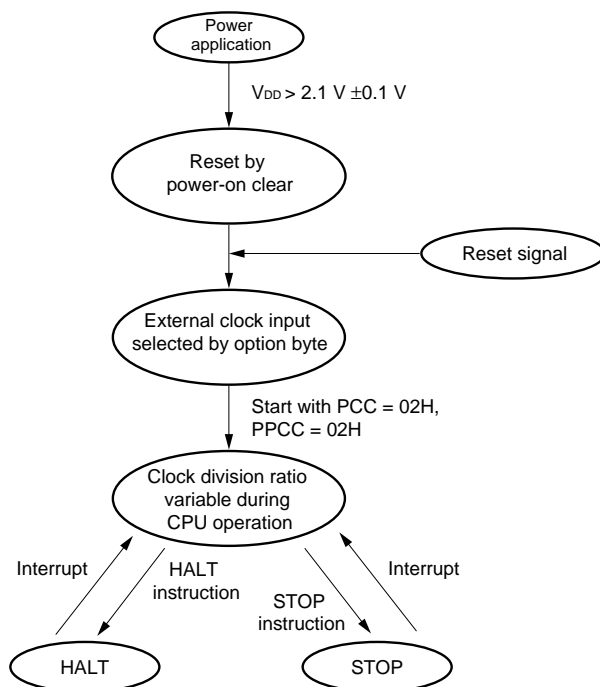 Power
application
VDD > 2.1 V ±0.1 V
Reset by
power-on clear
Reset signal
External clock input
selected by option byte
Start with PCC = 02H,
PPCC = 02H
Clock division ratio
variable during
CPU operation
Interrupt
HALT
instruction
STOP
instruction
Interrupt
HALT
STOP